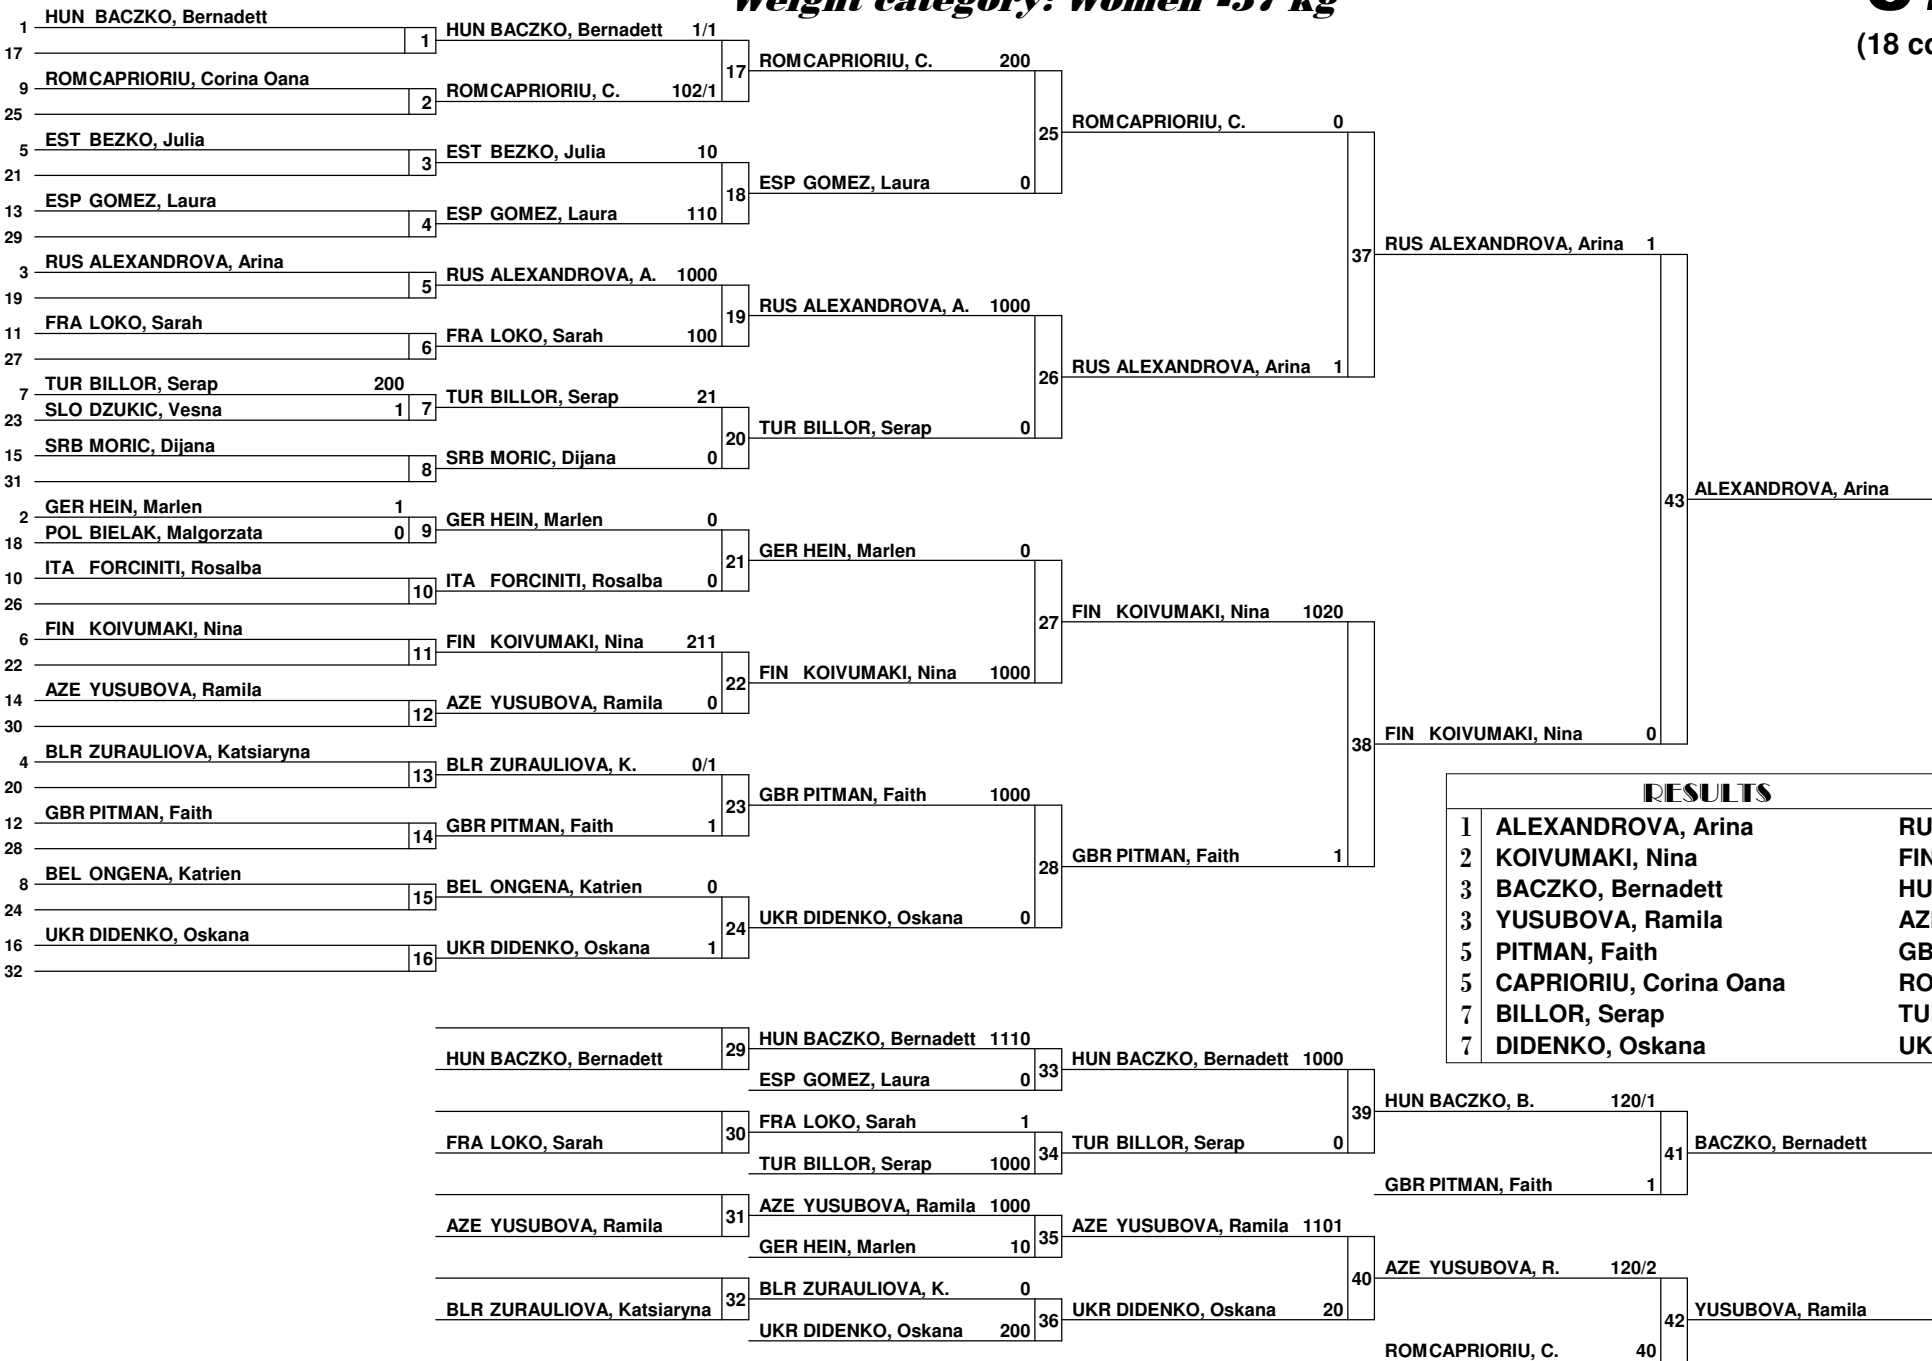 Weight category: Women -57 kg
(18 co
1 HUN BACZKO, Bernadett
17
1
9 ROM CAPRIORIU, Corina Oana
25
2
5 EST BEZKO, Julia
21
3
13 ESP GOMEZ, Laura
29
4
3 RUS ALEXANDROVA, Arina
19
5
11 FRA LOKO, Sarah
27
6
7 TUR BILLOR, Serap 200
23 SLO DZUKIC, Vesna 1
7
15 SRB MORIC, Dijana
31
8
2 GER HEIN, Marlen 1
18 POL BIELAK, Malgorzata 0
9
10 ITA FORCINITI, Rosalba
26
10
6 FIN KOIVUMAKI, Nina
22
11
14 AZE YUSUBOVA, Ramila
30
12
4 BLR ZURAULIOVA, Katsiaryna
20
13
12 GBR PITMAN, Faith
28
14
8 BEL ONGENA, Katrien
24
15
16 UKR DIDENKO, Oskana
32
16
HUN BACZKO, Bernadett 1/1
17
ROM CAPRIORIU, C. 102/1
EST BEZKO, Julia 10
18
ESP GOMEZ, Laura 110
RUS ALEXANDROVA, A. 1000
19
FRA LOKO, Sarah 100
TUR BILLOR, Serap 21
20
SRB MORIC, Dijana 0
GER HEIN, Marlen 0
21
ITA FORCINITI, Rosalba 0
FIN KOIVUMAKI, Nina 211
22
AZE YUSUBOVA, Ramila 0
BLR ZURAULIOVA, K. 0/1
23
GBR PITMAN, Faith 1
BEL ONGENA, Katrien 0
24
UKR DIDENKO, Oskana 1
ROM CAPRIORIU, C. 200
25
ESP GOMEZ, Laura 0
RUS ALEXANDROVA, A. 1000
26
TUR BILLOR, Serap 0
GER HEIN, Marlen 0
27
FIN KOIVUMAKI, Nina 1000
GBR PITMAN, Faith 1000
28
UKR DIDENKO, Oskana 0
ROM CAPRIORIU, C. 0
37
RUS ALEXANDROVA, Arina 1
FIN KOIVUMAKI, Nina 1020
38
GBR PITMAN, Faith 1
RUS ALEXANDROVA, Arina 1
43
FIN KOIVUMAKI, Nina 0
ALEXANDROVA, Arina
RESULTS
1 ALEXANDROVA, Arina RU
2 KOIVUMAKI, Nina FIN
3 BACZKO, Bernadett HU
3 YUSUBOVA, Ramila AZ
5 PITMAN, Faith GB
5 CAPRIORIU, Corina Oana RO
7 BILLOR, Serap TU
7 DIDENKO, Oskana UK
HUN BACZKO, Bernadett
29
FRA LOKO, Sarah
30
AZE YUSUBOVA, Ramila
31
BLR ZURAULIOVA, Katsiaryna
32
HUN BACZKO, Bernadett 1110
33
ESP GOMEZ, Laura 0
FRA LOKO, Sarah 1
34
TUR BILLOR, Serap 1000
AZE YUSUBOVA, Ramila 1000
35
GER HEIN, Marlen 10
BLR ZURAULIOVA, K. 0
36
UKR DIDENKO, Oskana 200
HUN BACZKO, Bernadett 1000
39
TUR BILLOR, Serap 0
AZE YUSUBOVA, Ramila 1101
40
UKR DIDENKO, Oskana 20
HUN BACZKO, B. 120/1
41
GBR PITMAN, Faith 1
AZE YUSUBOVA, R. 120/2
42
ROM CAPRIORIU, C. 40
BACZKO, Bernadett
YUSUBOVA, Ramila